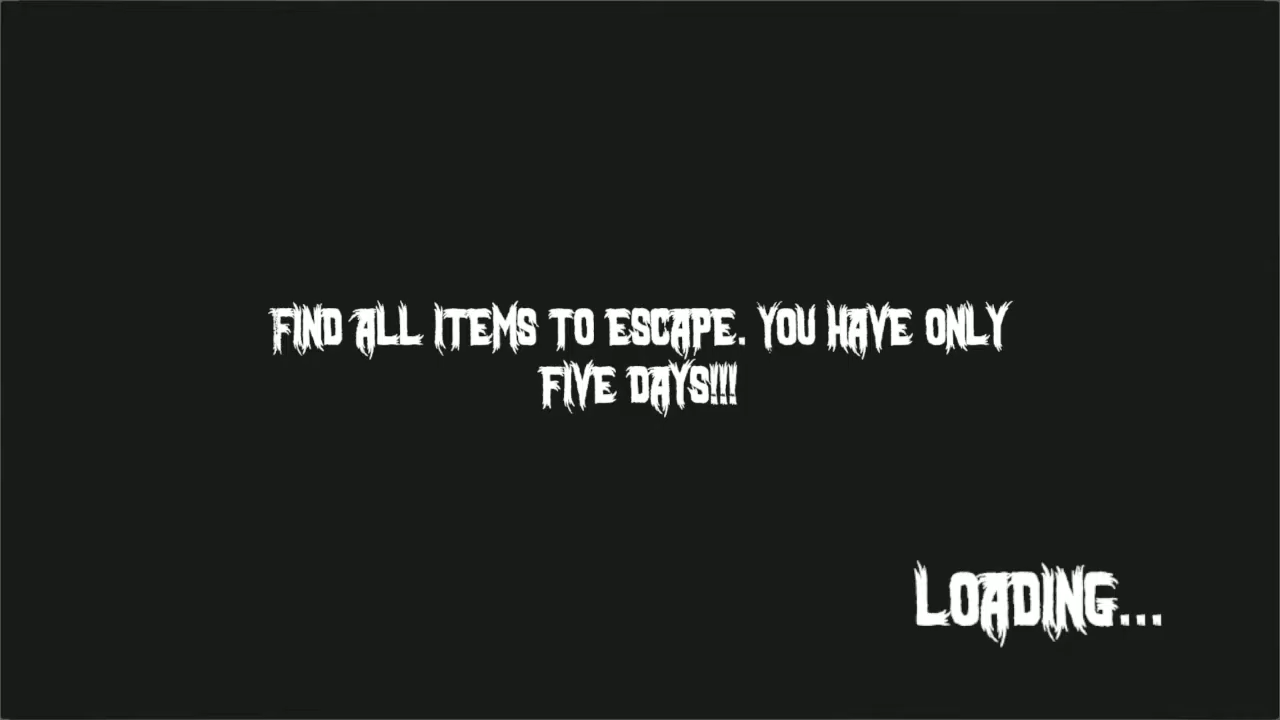 FIND ALL ITEMS TO ESCAPE. YOU HAVE ONLY
FIVE DAYS!!!
LOADING...